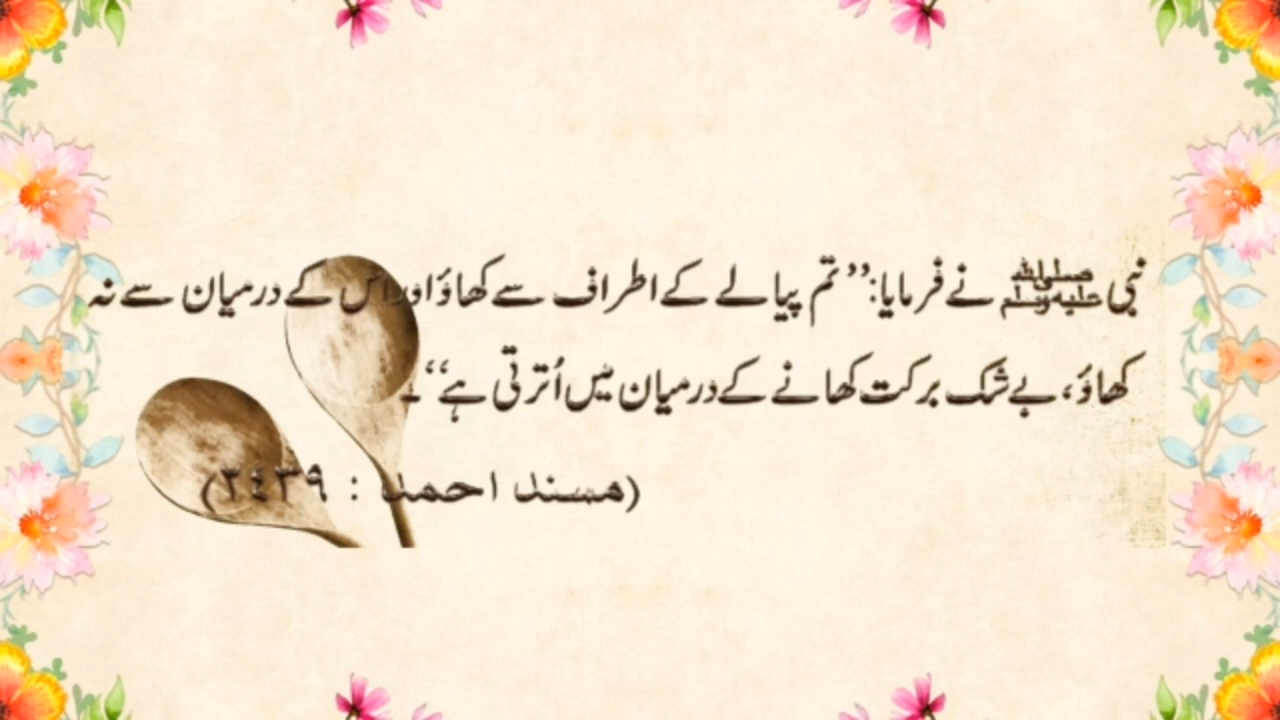 نبی ﷺ نے فرمایا: ”تم پیالے کے اطراف سے کھاؤ اور اس کے درمیان سے نہ
کھاؤ، بے شک برکت کھانے کے درمیان میں اُترتی ہے“۔
(مسند احمد : ٢٤٣٩)